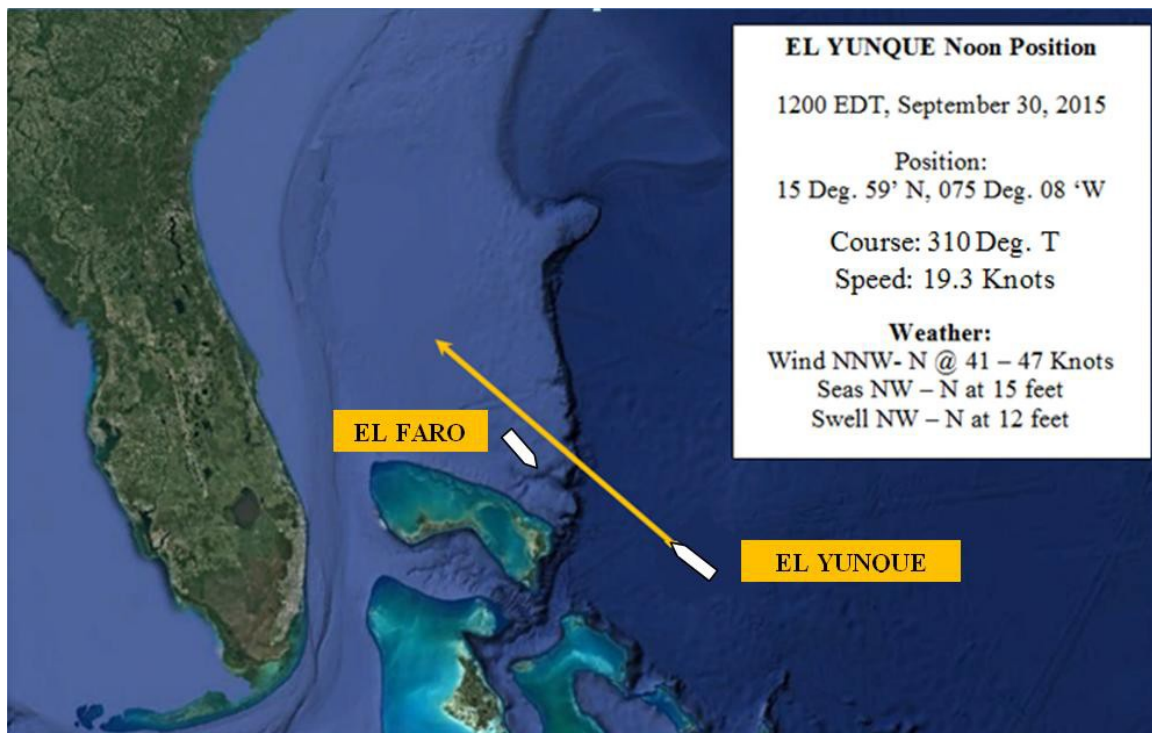 EL YUNQUE Noon Position
1200 EDT, September 30, 2015
Position:
15 Deg. 59’ N, 075 Deg. 08 ‘W
Course: 310 Deg. T
Speed: 19.3 Knots
Weather:
Wind NNW- N @ 41 – 47 Knots
Seas NW – N at 15 feet
Swell NW – N at 12 feet
EL FARO
EL YUNQUE